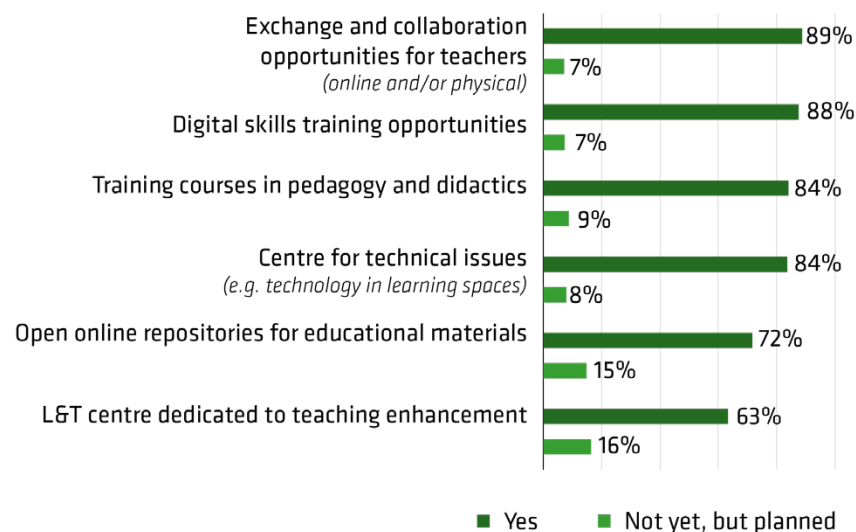 Exchange and collaboration
opportunities for teachers
(online and/or physical)
89%
7%
Digital skills training opportunities
88%
7%
Training courses in pedagogy and didactics
84%
9%
Centre for technical issues
(e.g. technology in learning spaces)
84%
8%
Open online repositories for educational materials
72%
15%
L&T centre dedicated to teaching enhancement
63%
16%
Yes
Not yet, but planned